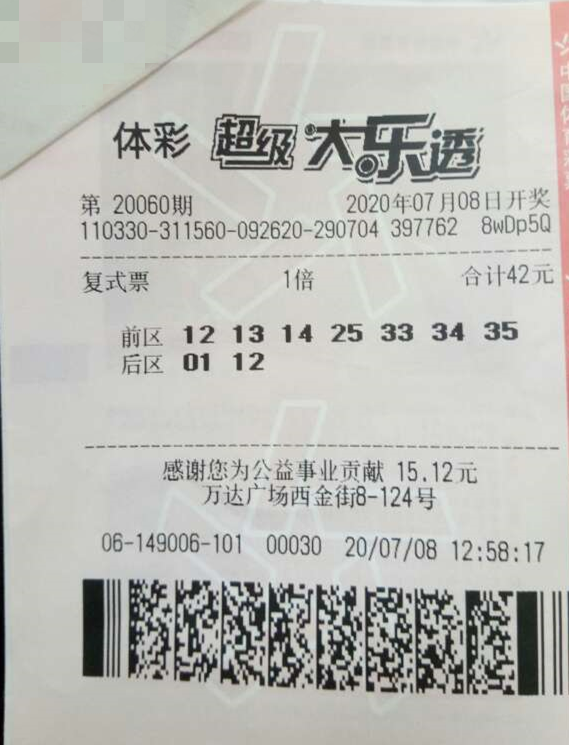 体彩 超级大乐透
第 20060期 2020年07月08日开奖
110330-311560-092620-290704 397762 8wDp5Q
复式票 1倍 合计42元
前区 12 13 14 25 33 34 35
后区 01 12
感谢您为公益事业贡献 15.12元
万达广场西金街8-124号
06-149006-101 00030 20/07/08 12:58:17